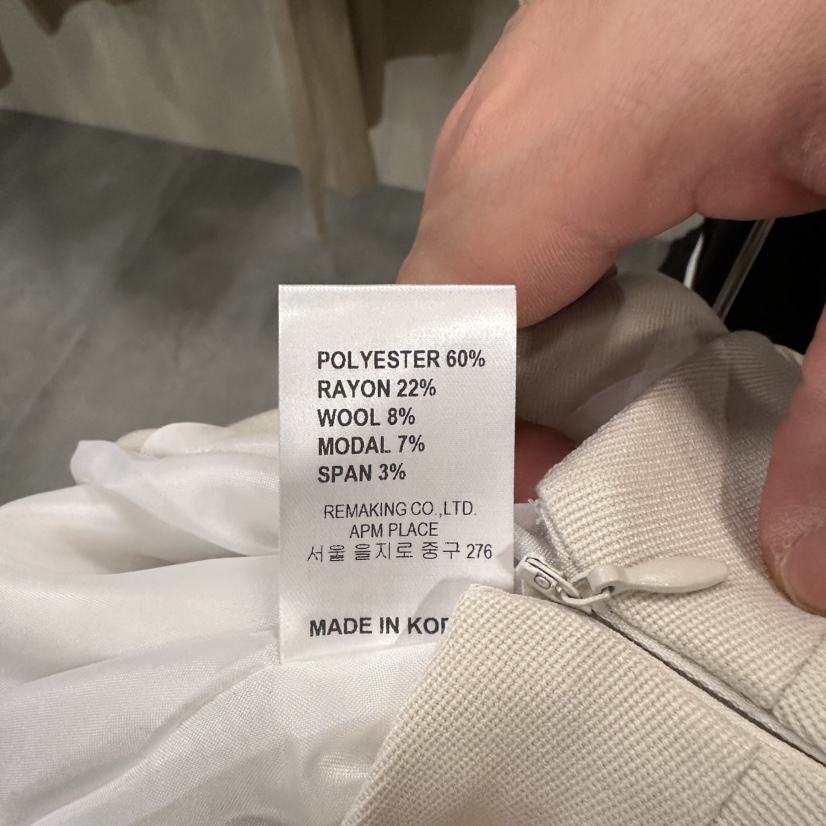 POLYESTER 60%
RAYON 22%
WOOL 8%
MODAL 7%
SPAN 3%
REMAKING CO.,LTD.
APM PLACE
서울 을지로 중구 276
MADE IN